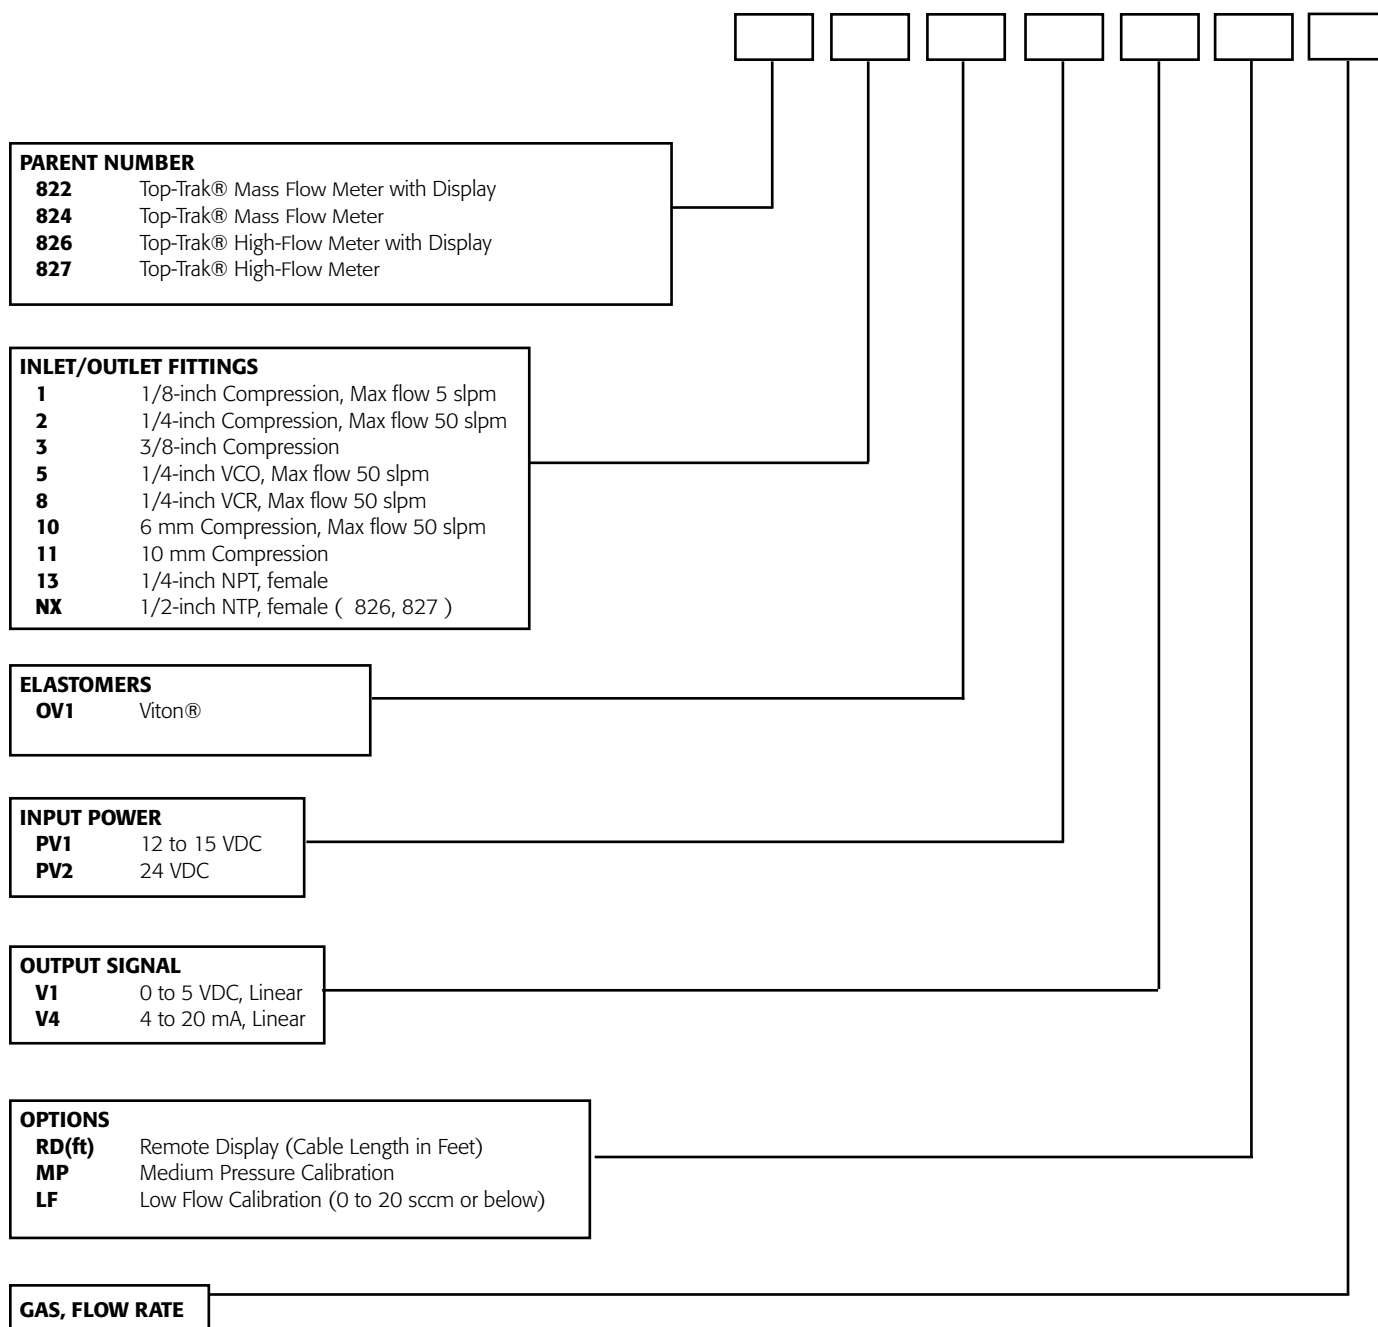 PARENT NUMBER
822 Top-Trak® Mass Flow Meter with Display
824 Top-Trak® Mass Flow Meter
826 Top-Trak® High-Flow Meter with Display
827 Top-Trak® High-Flow Meter
INLET/OUTLET FITTINGS
1 1/8-inch Compression, Max flow 5 slpm
2 1/4-inch Compression, Max flow 50 slpm
3 3/8-inch Compression
5 1/4-inch VCO, Max flow 50 slpm
8 1/4-inch VCR, Max flow 50 slpm
10 6 mm Compression, Max flow 50 slpm
11 10 mm Compression
13 1/4-inch NPT, female
NX 1/2-inch NTP, female ( 826, 827 )
ELASTOMERS
OV1 Viton®
INPUT POWER
PV1 12 to 15 VDC
PV2 24 VDC
OUTPUT SIGNAL
V1 0 to 5 VDC, Linear
V4 4 to 20 mA, Linear
OPTIONS
RD(ft) Remote Display (Cable Length in Feet)
MP Medium Pressure Calibration
LF Low Flow Calibration (0 to 20 sccm or below)
GAS, FLOW RATE